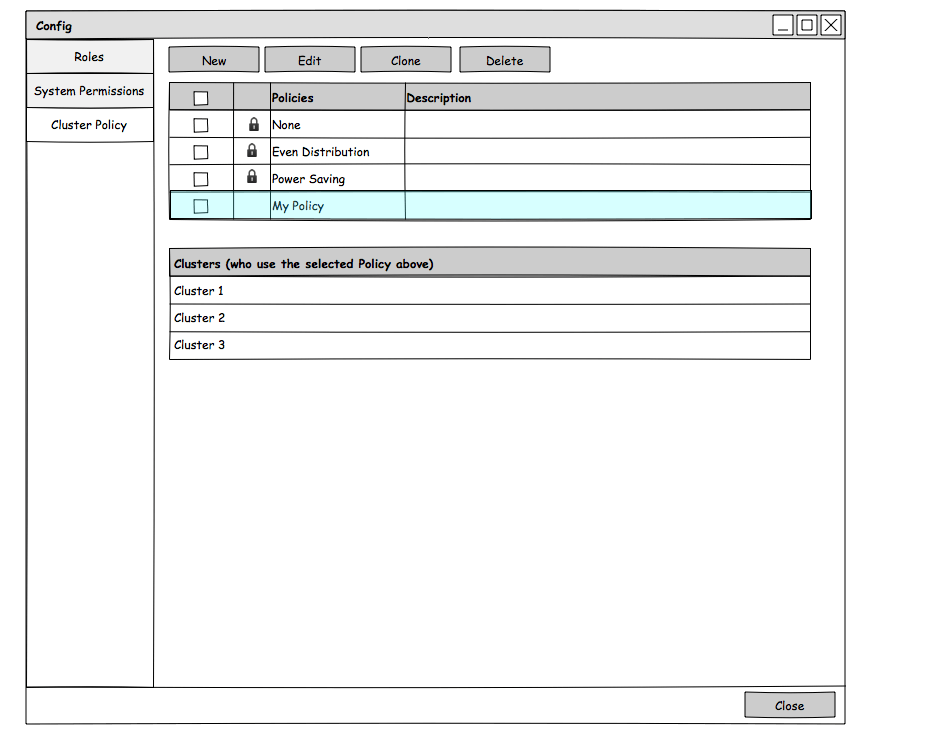 Config
Roles
System Permissions
Cluster Policy
New Edit Clone Delete
Policies Description
None
Even Distribution
Power Saving
My Policy
Clusters (who use the selected Policy above)
Cluster 1
Cluster 2
Cluster 3
Close